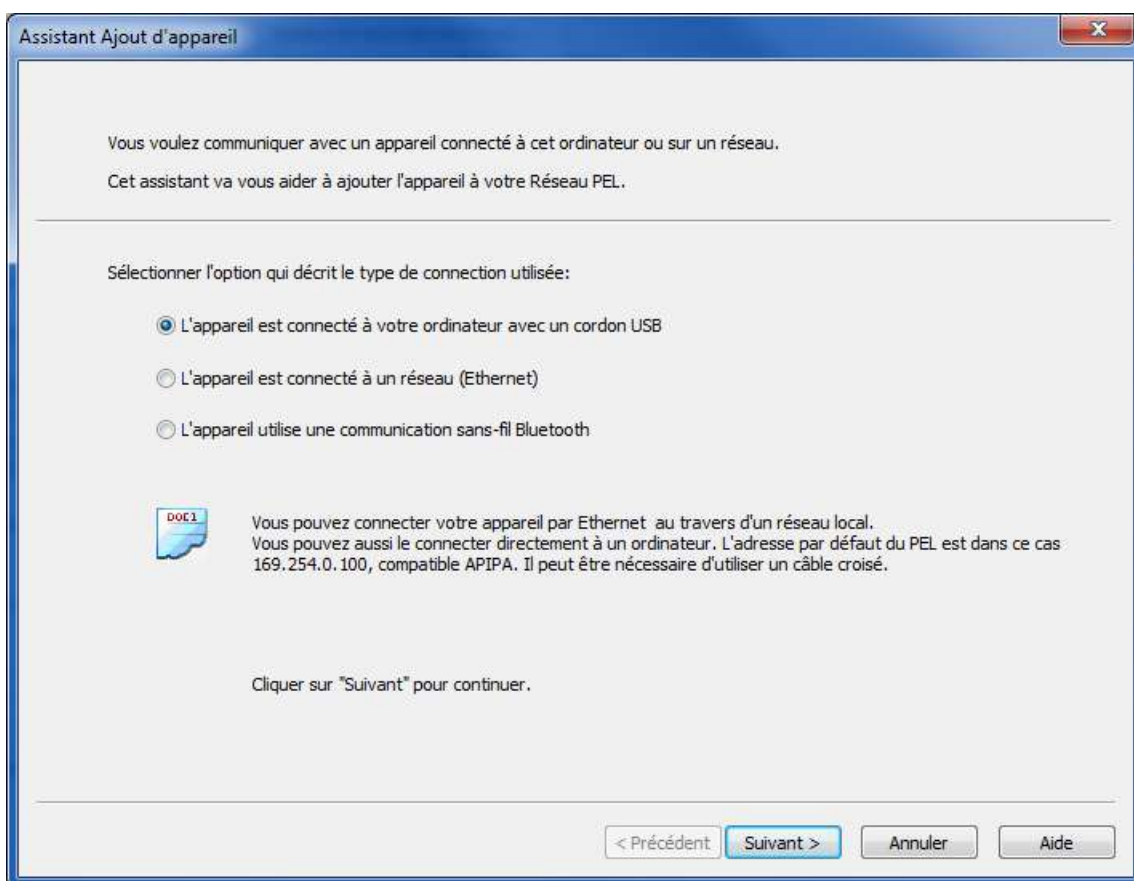 Assistant Ajout d'appareil
Vous voulez communiquer avec un appareil connecté à cet ordinateur ou sur un réseau.
Cet assistant va vous aider à ajouter l'appareil à votre Réseau PEL.
Sélectionner l'option qui décrit le type de connection utilisée:
L'appareil est connecté à votre ordinateur avec un cordon USB
L'appareil est connecté à un réseau (Ethernet)
L'appareil utilise une communication sans-fil Bluetooth
DOE1
Vous pouvez connecter votre appareil par Ethernet au travers d'un réseau local.
Vous pouvez aussi le connecter directement à un ordinateur. L'adresse par défaut du PEL est dans ce cas
169.254.0.100, compatible APIPA. Il peut être nécessaire d'utiliser un câble croisé.
Cliquer sur "Suivant" pour continuer.
< Précédent Suivant > Annuler Aide